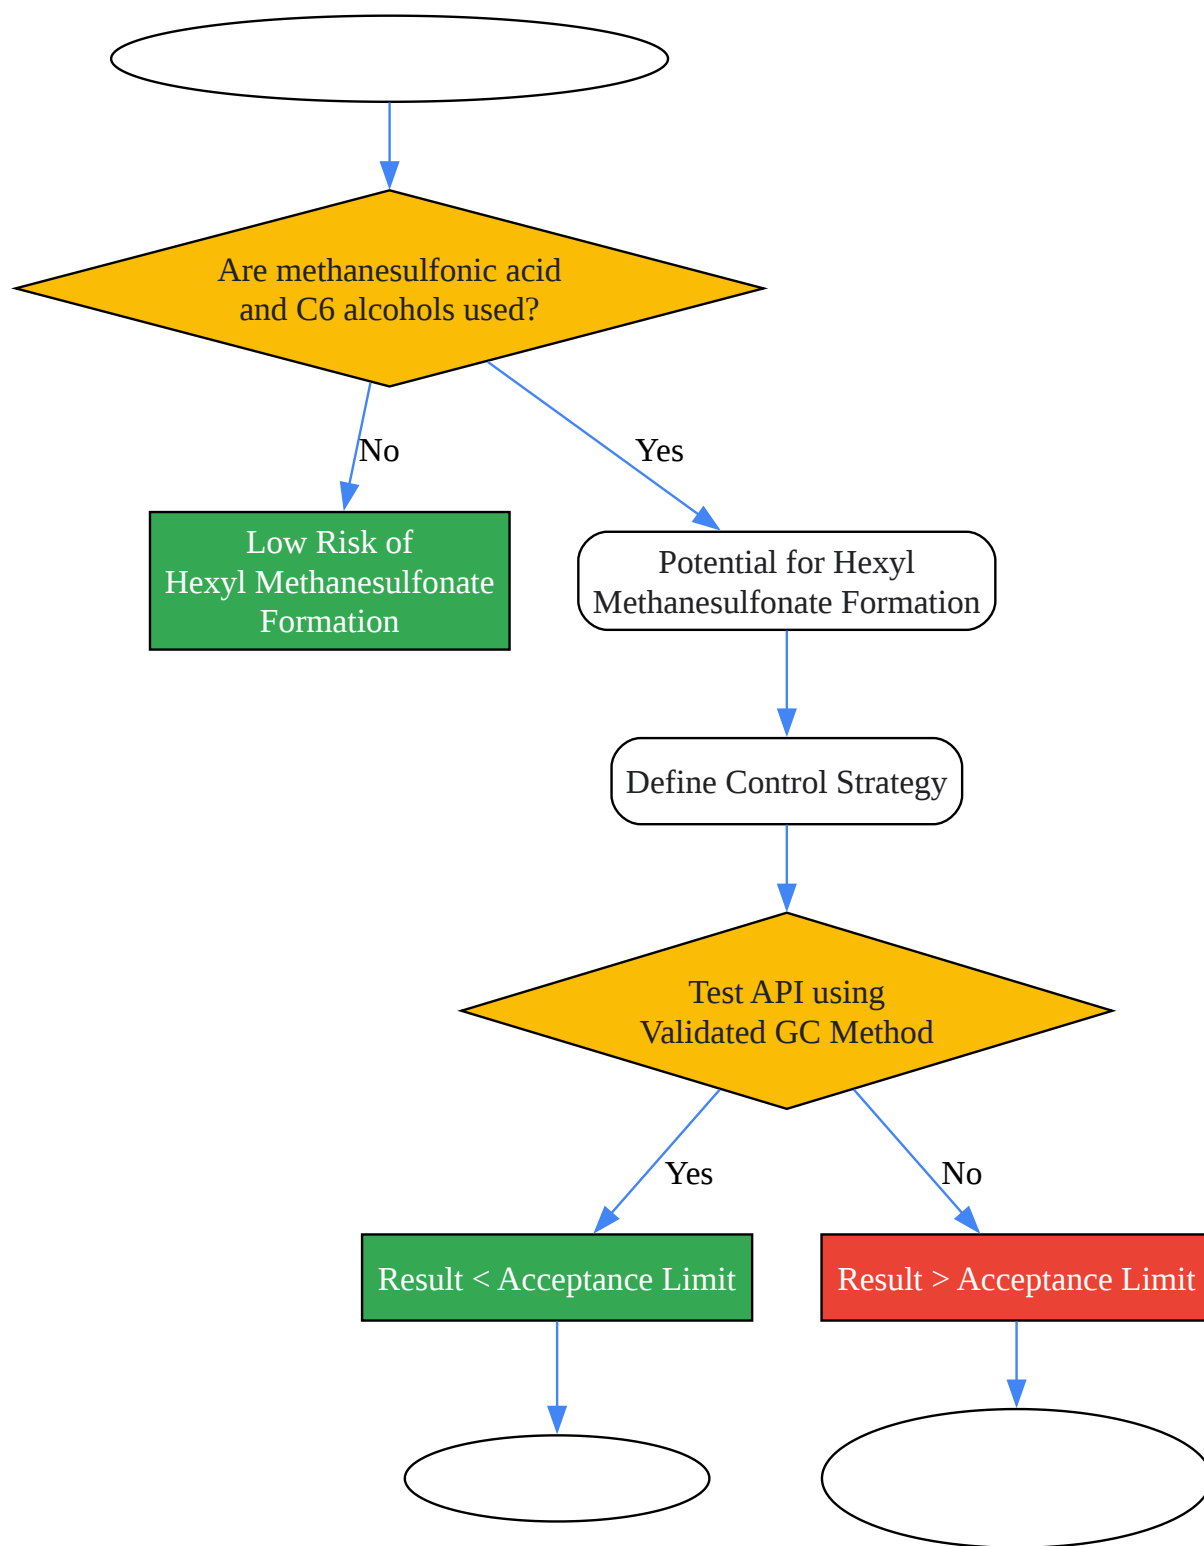 Are methanesulfonic acid
and C6 alcohols used?
No
Yes
Low Risk of
Hexyl Methanesulfonate
Formation
Potential for Hexyl
Methanesulfonate Formation
Define Control Strategy
Test API using
Validated GC Method
Yes
No
Result < Acceptance Limit
Result > Acceptance Limit